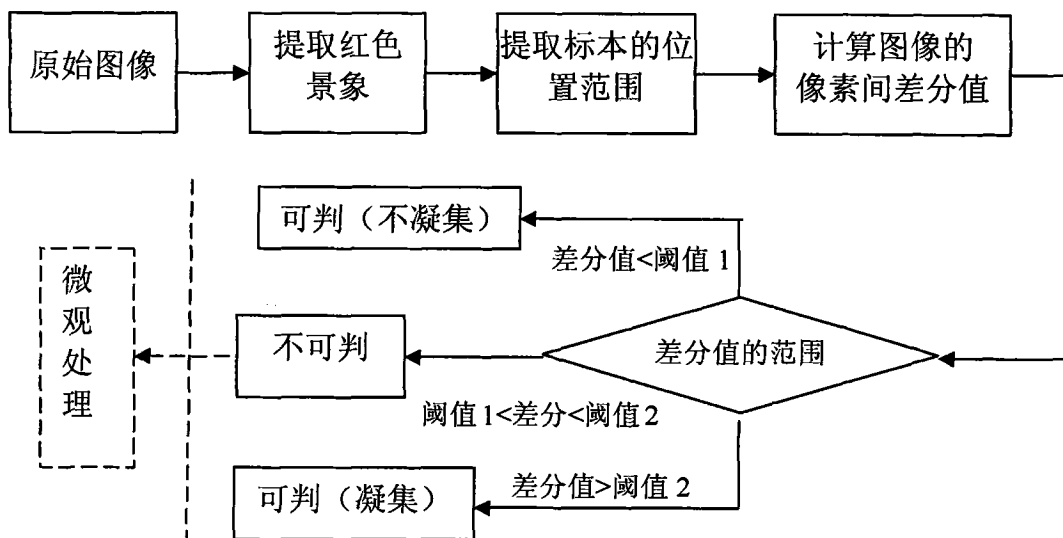 原始图像
提取红色
景象
提取标本的位
置范围
计算图像的
像素间差分值
可判（不凝集）
差分值<阈值 1
微
观
处
理
不可判
差分值的范围
阈值 1<差分<阈值 2
可判（凝集）
差分值>阈值 2